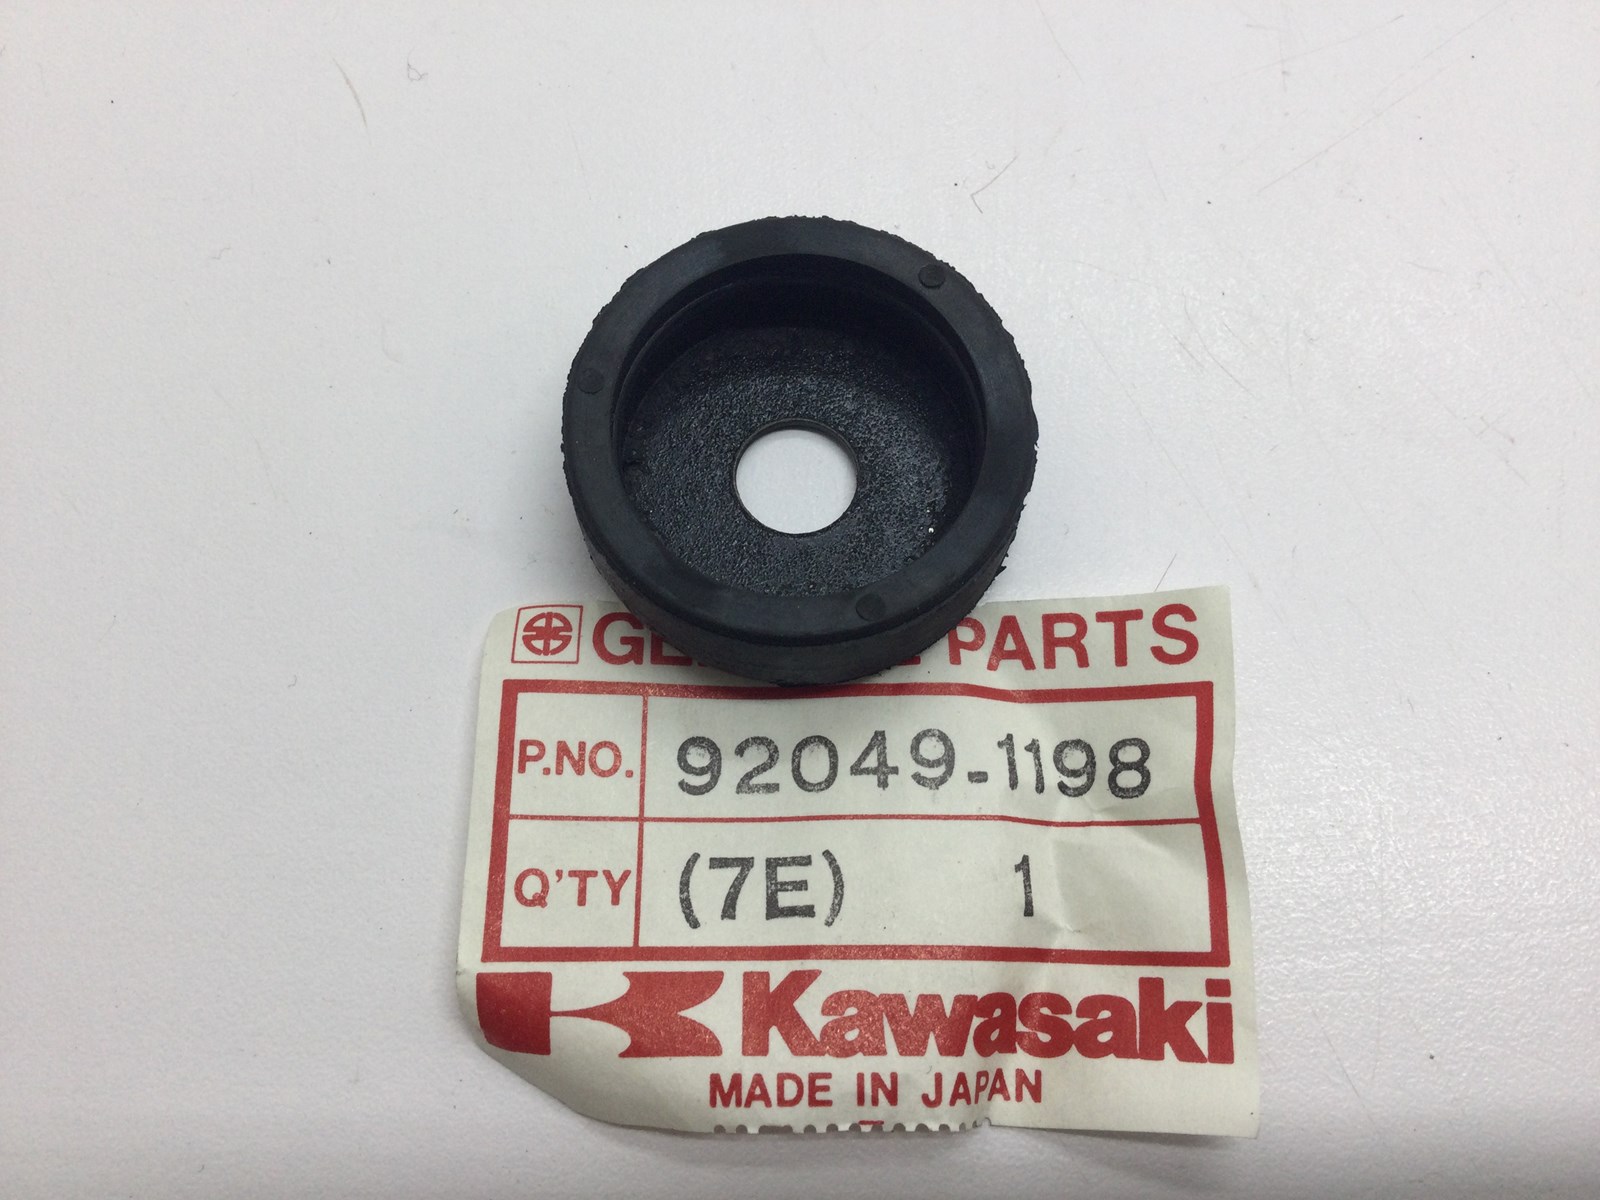 PARTS
P.NO. 92049-1198
Q'TY (7E) 1
Kawasaki
MADE IN JAPAN